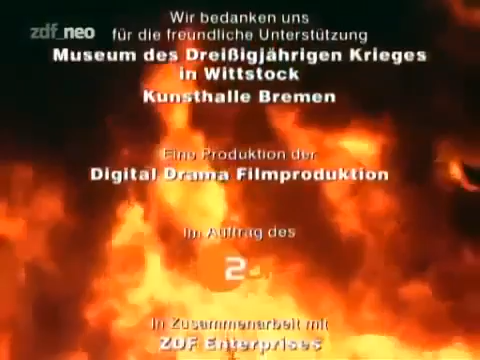 zdf_neo
Wir bedanken uns
für die freundliche Unterstützung
Museum des Dreißigjährigen Krieges
in Wittstock
Kunsthalle Bremen
Eine Produktion der
Digital Drama Filmproduktion
im Auftrag des
2
In Zusammenarbeit mit
ZDF Enterprises